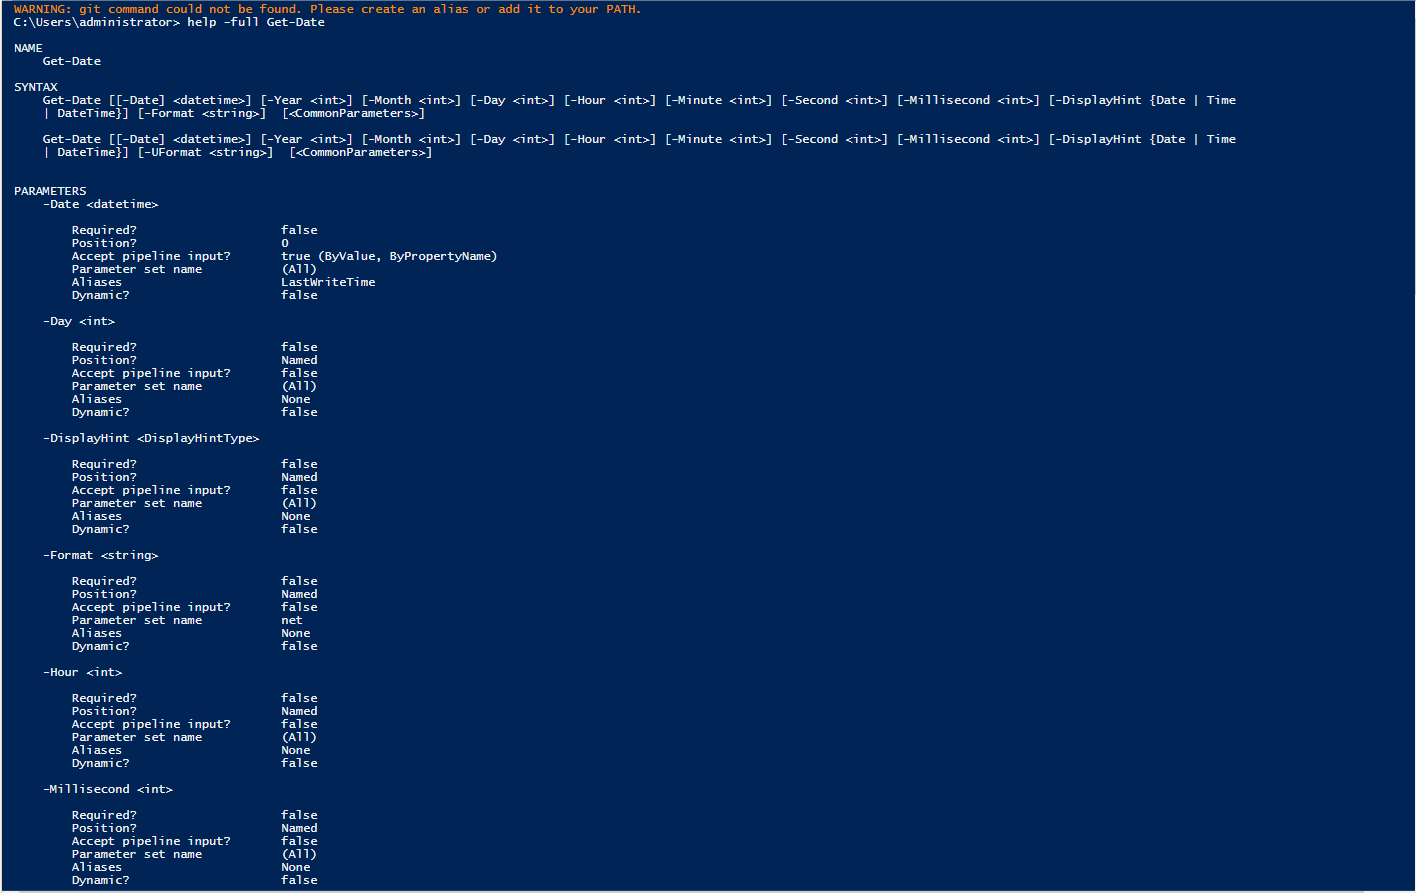 WARNING: git command could not be found. Please create an alias or add it to your PATH.
C:\Users\administrator> help -full Get-Date
NAME
Get-Date
SYNTAX
Get-Date [[-Date] <datetime>] [-Year <int>] [-Month <int>] [-Day <int>] [-Hour <int>] [-Minute <int>] [-Second <int>] [-Millisecond <int>] [-DisplayHint {Date | Time
| DateTime}] [-Format <string>]  [<CommonParameters>]
Get-Date [[-Date] <datetime>] [-Year <int>] [-Month <int>] [-Day <int>] [-Hour <int>] [-Minute <int>] [-Second <int>] [-Millisecond <int>] [-DisplayHint {Date | Time
| DateTime}] [-UFormat <string>]  [<CommonParameters>]
PARAMETERS
-Date <datetime>
Required? false
Position? 0
Accept pipeline input? true (ByValue, ByPropertyName)
Parameter set name (All)
Aliases LastWriteTime
Dynamic? false
-Day <int>
Required? false
Position? Named
Accept pipeline input? false
Parameter set name (All)
Aliases None
Dynamic? false
-DisplayHint <DisplayHintType>
Required? false
Position? Named
Accept pipeline input? false
Parameter set name (All)
Aliases None
Dynamic? false
-Format <string>
Required? false
Position? Named
Accept pipeline input? false
Parameter set name net
Aliases None
Dynamic? false
-Hour <int>
Required? false
Position? Named
Accept pipeline input? false
Parameter set name (All)
Aliases None
Dynamic? false
-Millisecond <int>
Required? false
Position? Named
Accept pipeline input? false
Parameter set name (All)
Aliases None
Dynamic? false